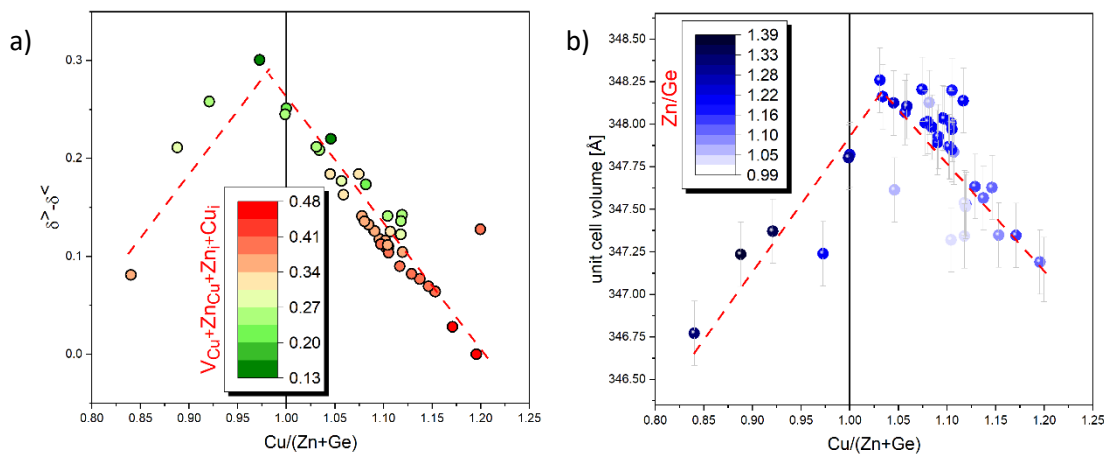 a)
δ>-δ<
0.3
0.2
0.1
0.0
V_Cu+Zn_Cu+Zn_i+Cu_i
0.48
0.41
0.34
0.27
0.20
0.13
0.80 0.85 0.90 0.95 1.00 1.05 1.10 1.15 1.20 1.25
Cu/(Zn+Ge)
b)
unit cell volume [Å]
348.50
348.25
348.00
347.75
347.50
347.25
347.00
346.75
346.50
Zn/Ge
1.39
1.33
1.28
1.22
1.16
1.10
1.05
0.99
0.80 0.85 0.90 0.95 1.00 1.05 1.10 1.15 1.20 1.25
Cu/(Zn+Ge)